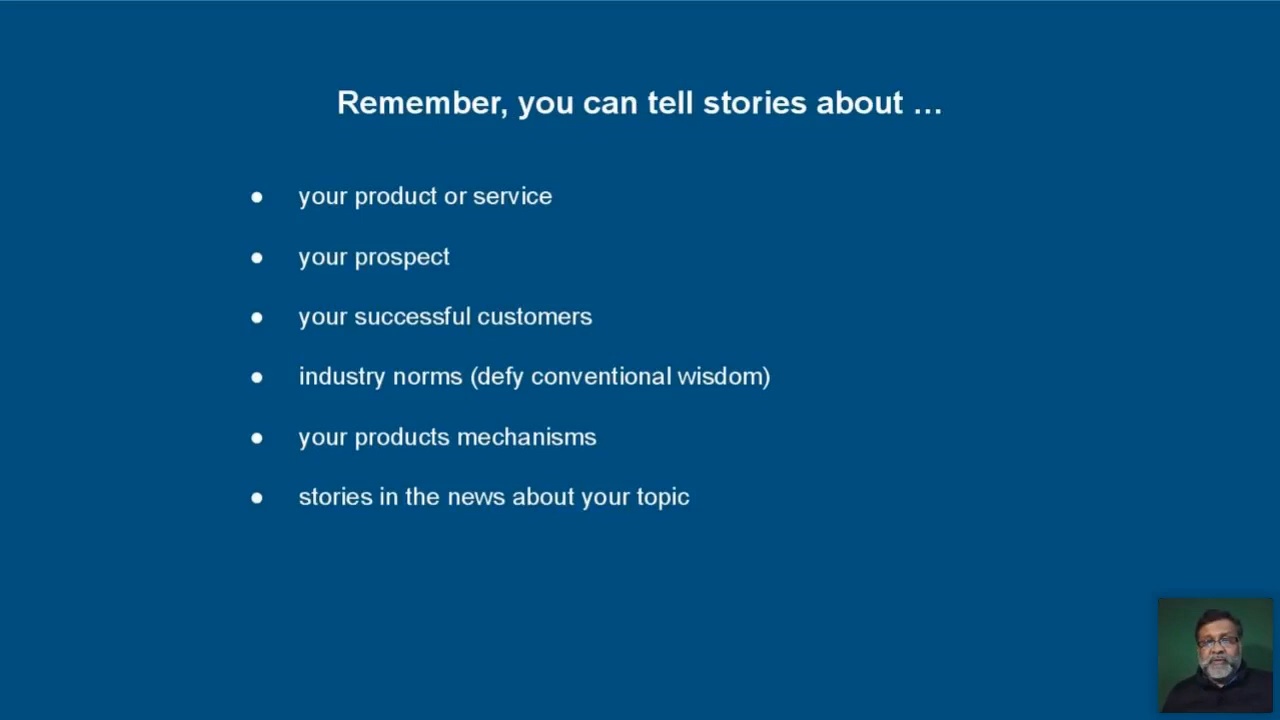 Remember, you can tell stories about …
● your product or service
● your prospect
● your successful customers
● industry norms (defy conventional wisdom)
● your products mechanisms
● stories in the news about your topic